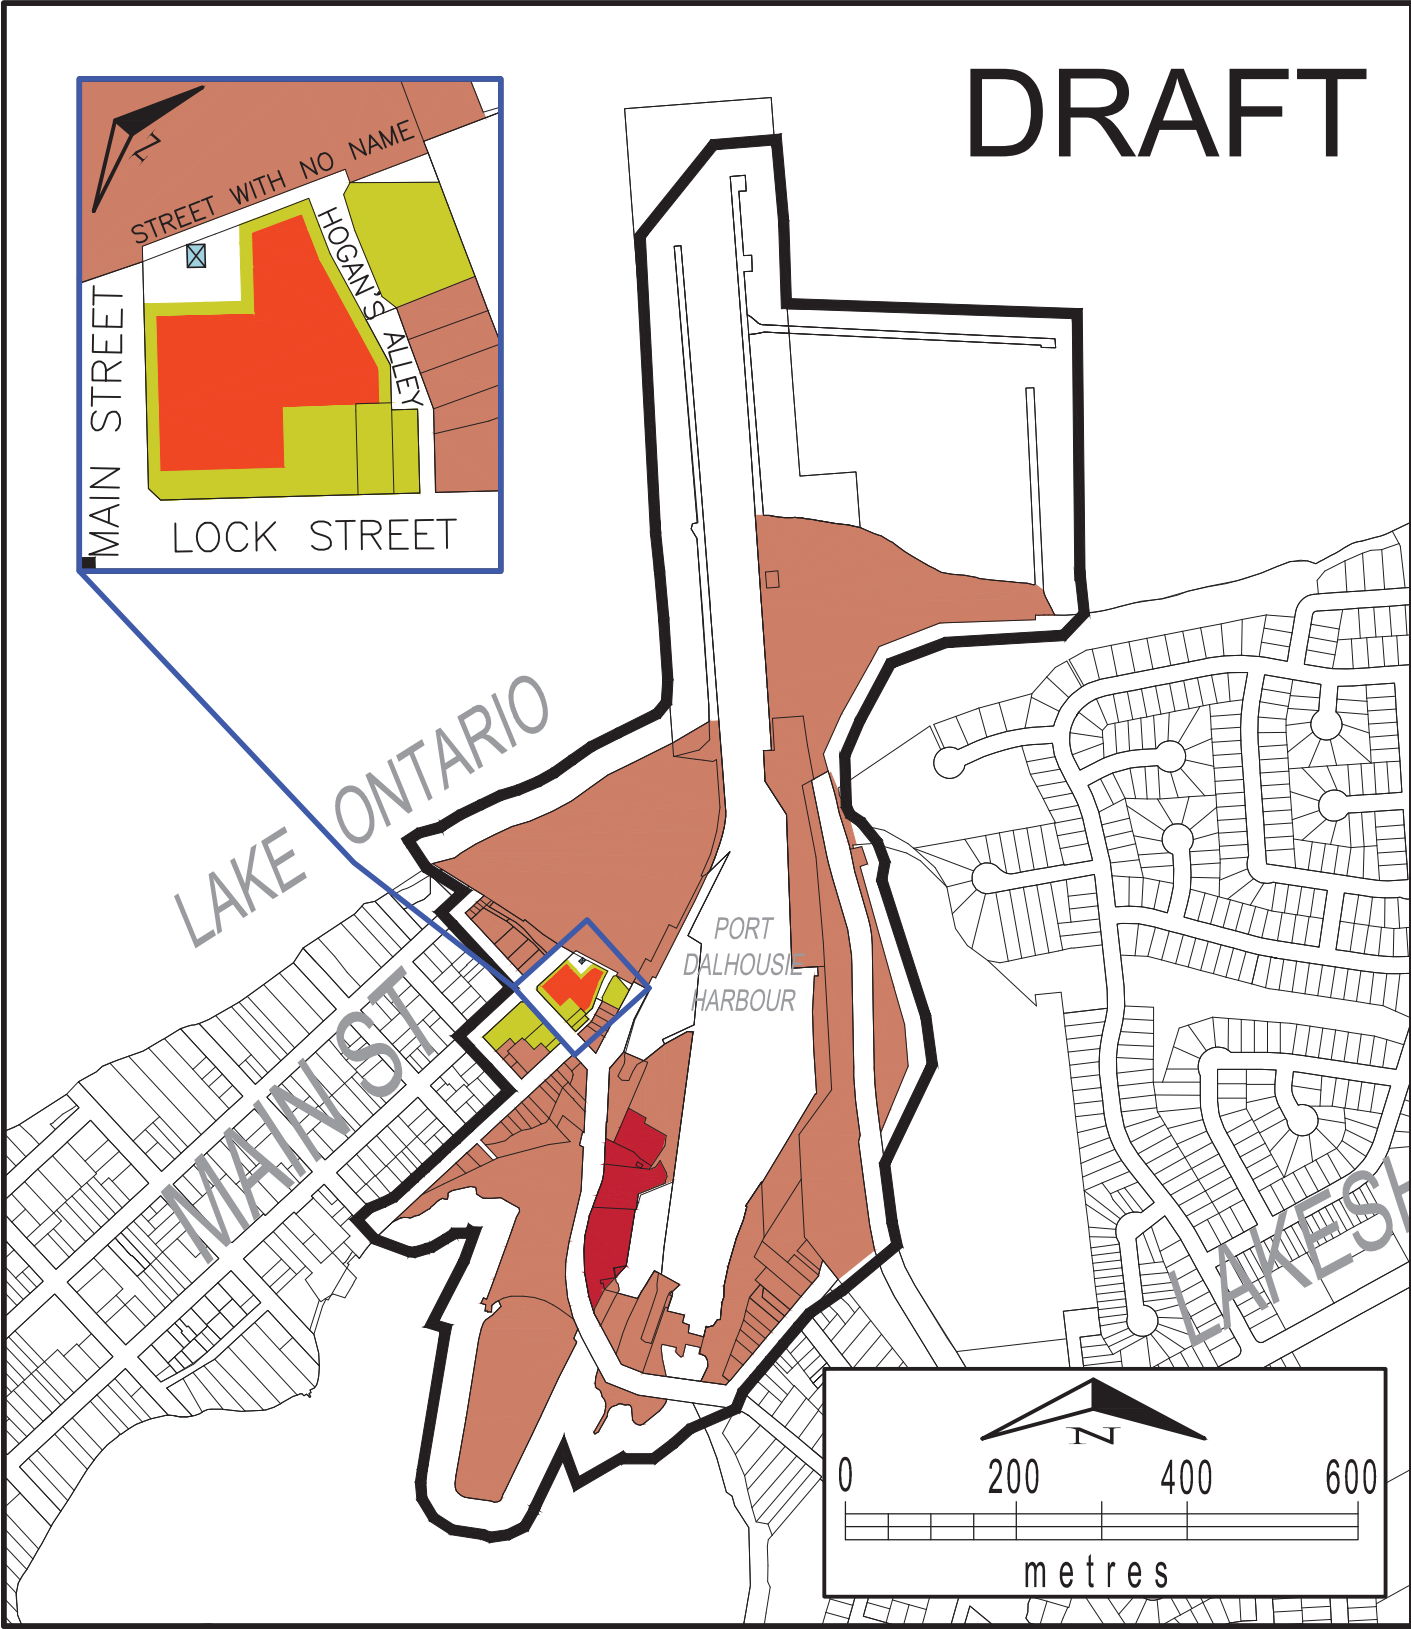 DRAFT
N
STREET WITH NO NAME
HOGAN'S ALLEY
MAIN STREET
LOCK STREET
LAKE ONTARIO
PORT
DALHOUSIE
HARBOUR
MAIN ST
LAKESH
N
0 200 400 600
metres